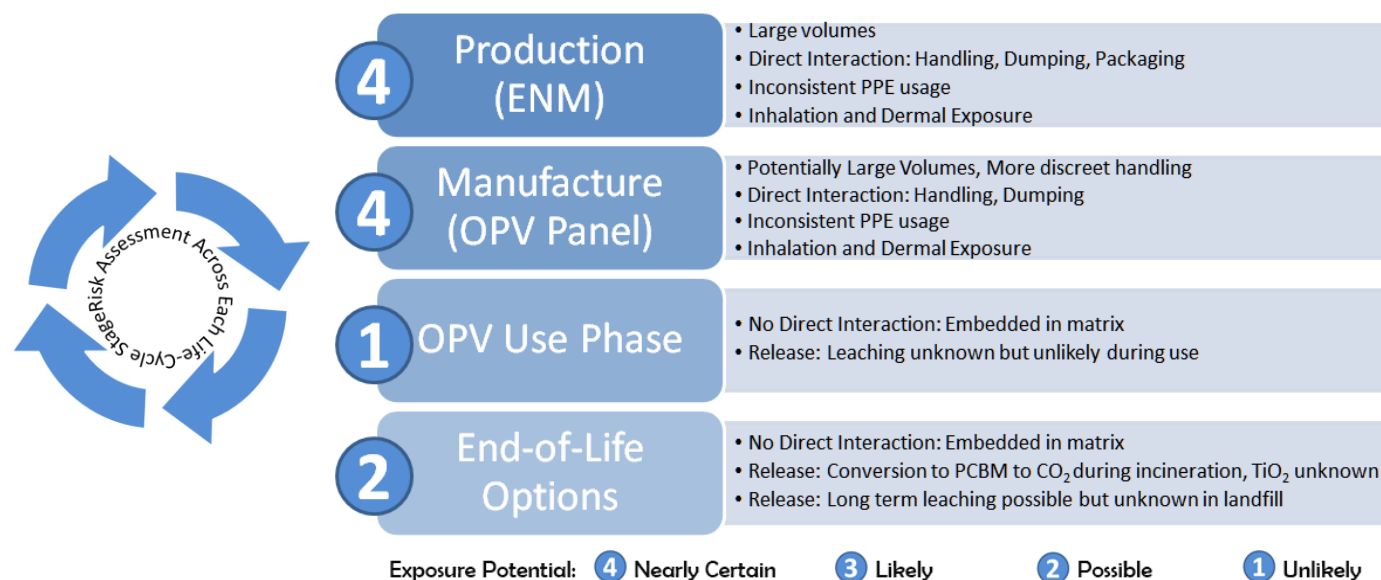 Risk Assessment Across Each Life-Cycle Stage
4
Production
(ENM)
• Large volumes
• Direct Interaction: Handling, Dumping, Packaging
• Inconsistent PPE usage
• Inhalation and Dermal Exposure
4
Manufacture
(OPV Panel)
• Potentially Large Volumes, More discreet handling
• Direct Interaction: Handling, Dumping
• Inconsistent PPE usage
• Inhalation and Dermal Exposure
1
OPV Use Phase
• No Direct Interaction: Embedded in matrix
• Release: Leaching unknown but unlikely during use
2
End-of-Life
Options
• No Direct Interaction: Embedded in matrix
• Release: Conversion to PCBM to CO₂ during incineration, TiO₂ unknown
• Release: Long term leaching possible but unknown in landfill
Exposure Potential: 4 Nearly Certain 3 Likely 2 Possible 1 Unlikely